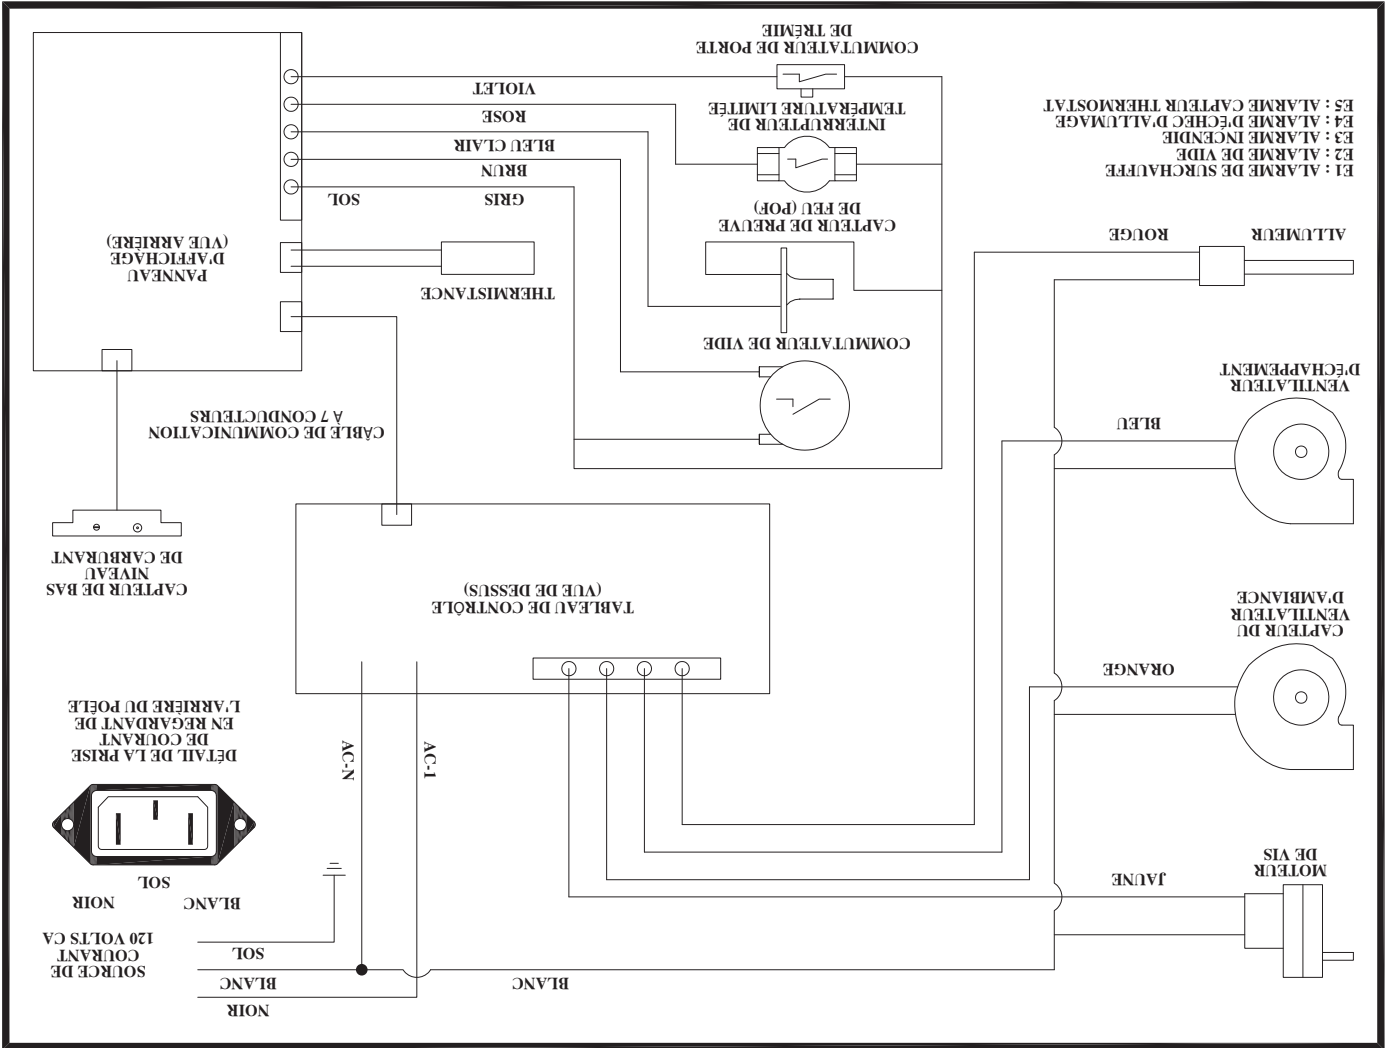 NOIR
BLANC
BLANC
SOL
SOURCE DE
COURANT
120 VOLTS CA
BLANC
NOIR
SOL
MOTEUR
DE VIS
JAUNE
DÉTAIL DE LA PRISE
DE COURANT
EN REGARDANT DE
L'ARRIÈRE DU POÊLE
AC-1
AC-N
ORANGE
CAPTEUR DU
VENTILATEUR
D'AMBIANCE
TABLEAU DE CONTRÔLE
(VUE DE DESSUS)
CAPTEUR DE BAS
NIVEAU
DE CARBURANT
BLEU
CÂBLE DE COMMUNICATION
À 7 CONDUCTEURS
VENTILATEUR
D'ÉCHAPPEMENT
COMMUTATEUR DE VIDE
THERMISTANCE
PANNEAU
D'AFFICHAGE
(VUE ARRIÈRE)
ALLUMEUR
ROUGE
CAPTEUR DE PREUVE
DE FEU (POF)
GRIS
SOL
BRUN
BLEU CLAIR
ROSE
VIOLET
E1 : ALARME DE SURCHAUFFE
E2 : ALARME DE VIDE
E3 : ALARME INCENDIE
E4 : ALARME D'ÉCHEC D'ALLUMAGE
E5 : ALARME CAPTEUR THERMOSTAT
INTERRUPTEUR DE
TEMPÉRATURE LIMITÉE
COMMUTATEUR DE PORTE
DE TRÉMIE